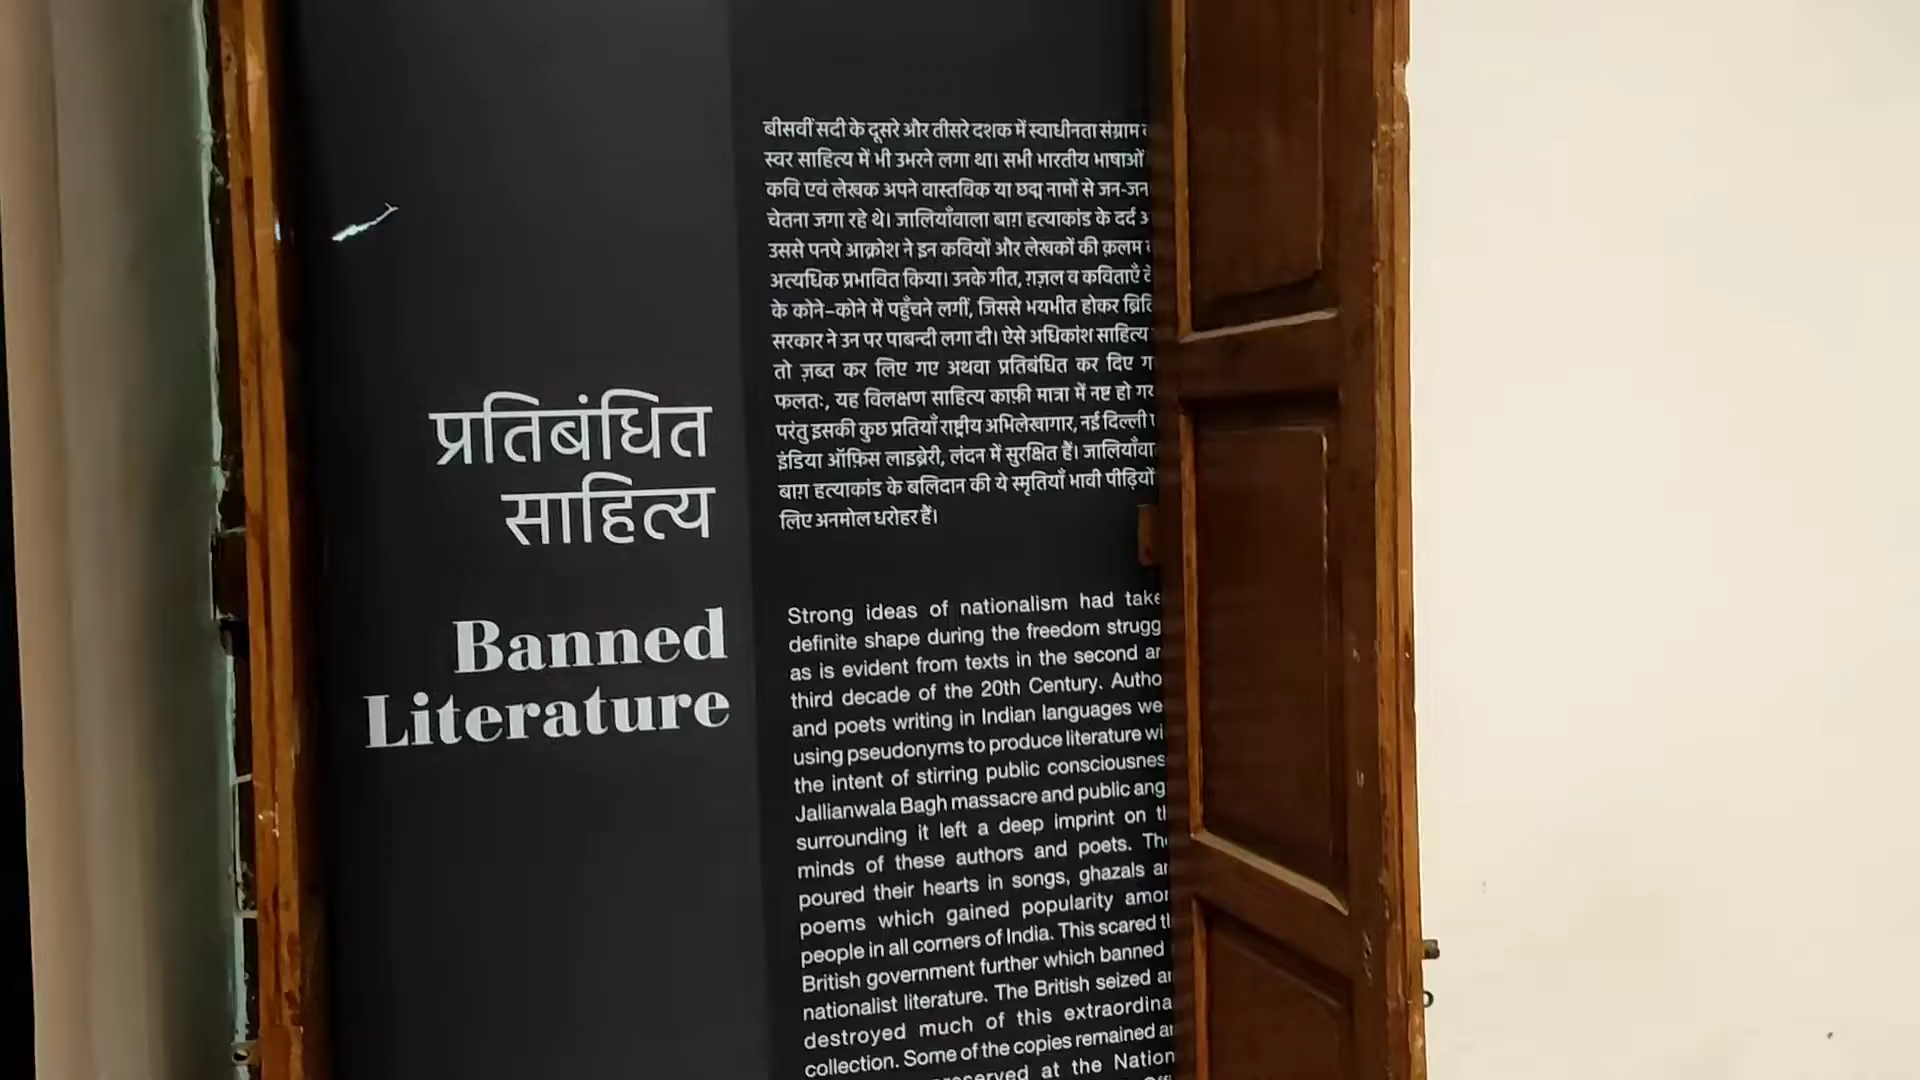 प्रतिबंधित
साहित्य
Banned
Literature
बीसवीं सदी के दूसरे और तीसरे दशक में स्वाधीनता संग्राम
स्वर साहित्य में भी उभरने लगा था। सभी भारतीय भाषाओं
कवि एवं लेखक अपने वास्तविक या छद्म नामों से जन-जन
चेतना जगा रहे थे। जालियाँवाला बाग़ हत्याकांड के दर्द
उससे पनपे आक्रोश ने इन कवियों और लेखकों की क़लम
अत्यधिक प्रभावित किया। उनके गीत, ग़ज़ल व कविताएँ
के कोने–कोने में पहुँचने लगीं, जिससे भयभीत होकर
सरकार ने उन पर पाबन्दी लगा दी। ऐसे अधिकांश साहित्य
तो ज़ब्त कर लिए गए अथवा प्रतिबंधित कर दिए
फलतः, यह विलक्षण साहित्य काफ़ी मात्रा में नष्ट हो
परंतु इसकी कुछ प्रतियाँ राष्ट्रीय अभिलेखागार, नई दिल्ली
इंडिया ऑफ़िस लाइब्रेरी, लंदन में सुरक्षित हैं।
बाग़ हत्याकांड के बलिदान की ये स्मृतियाँ भावी पीढ़ियों
लिए अनमोल धरोहर हैं।
Strong ideas of nationalism had
definite shape during the freedom
as is evident from texts in the second
third decade of the 20th Century.
and poets writing in Indian languages
using pseudonyms to produce literature
the intent of stirring public
Jallianwala Bagh massacre and public
surrounding it left a deep imprint on
minds of these authors and poets.
poured their hearts in songs, ghazals
poems which gained popularity
people in all corners of India. This scared
British government further which banned
nationalist literature. The British seized
destroyed much of this
collection. Some of the copies remained
at the